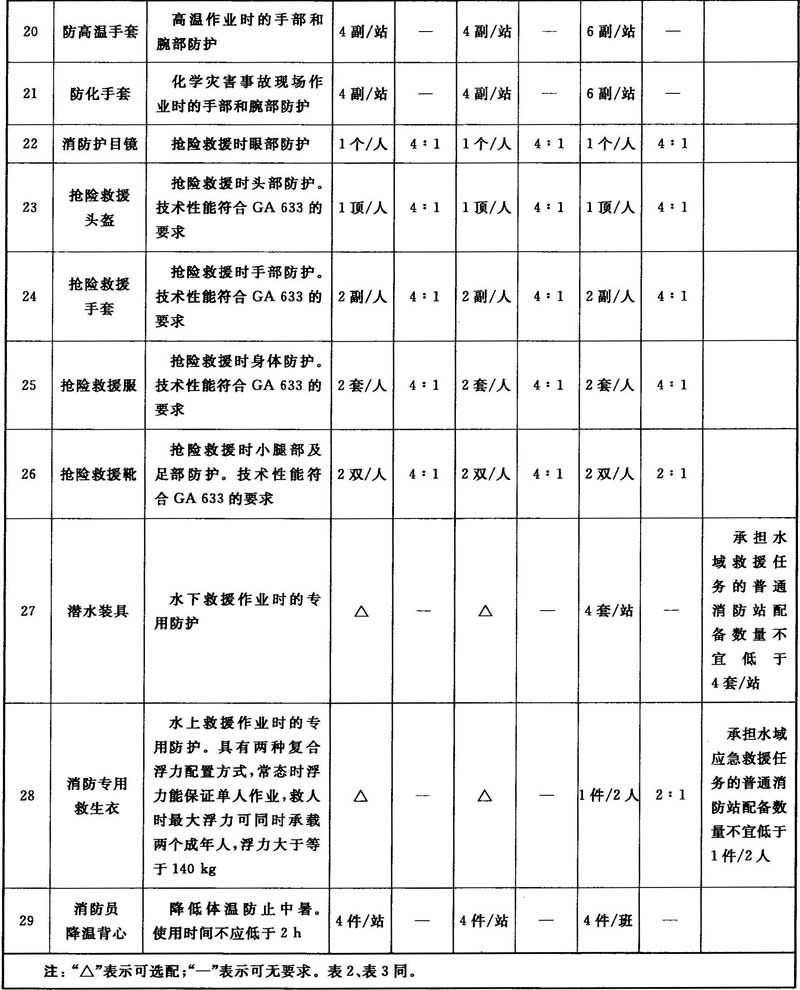 20 防高温手套 高温作业时的手部和 4副/站 — 4副/站 — 6副/站 —
腕部防护
21 防化手套 化学灾害事故现场作 4副/站 — 4副/站 — 6副/站 —
业时的手部和腕部防护
22 消防护目镜 抢险救援时眼部防护 1个/人 4∶1 1个/人 4∶1 1个/人 4∶1
23 抢险救援
头盔 抢险救援时头部防护。
技术性能符合GA 633的
要求 1顶/人 4∶1 1顶/人 4∶1 1顶/人 4∶1
24 抢险救援
手套 抢险救援时手部防护。
技术性能符合GA 633的
要求 2副/人 4∶1 2副/人 4∶1 2副/人 4∶1
25 抢险救援服 抢险救援时身体防护。
技术性能符合GA 633的
要求 2套/人 4∶1 2套/人 4∶1 2套/人 4∶1
26 抢险救援靴 抢险救援时小腿部及
足部防护。技术性能符
合GA 633的要求 2双/人 4∶1 2双/人 4∶1 2双/人 2∶1
27 潜水装具 水下救援作业时的专
用防护 △ — △ — 4套/站 —
承担水
域救援任
务的普通
消防站配
备数量不
宜低于
4套/站
28 消防专用
救生衣 水上救援作业时的专
用防护。具有两种复合
浮力配置方式,常态时浮
力能保证单人作业,救人
时最大浮力可同时承载
两个成年人,浮力大于等
于140 kg △ — △ — 1件/2人 2∶1
承担水域
应急救援任
务的普通消
防站配备数
量不宜低于
1件/2人
29 消防员
降温背心 降低体温防止中暑。
使用时间不应低于2 h 4件/站 — 4件/站 — 4件/班 —
注:“△”表示可选配;“—”表示可无要求。表2、表3同。